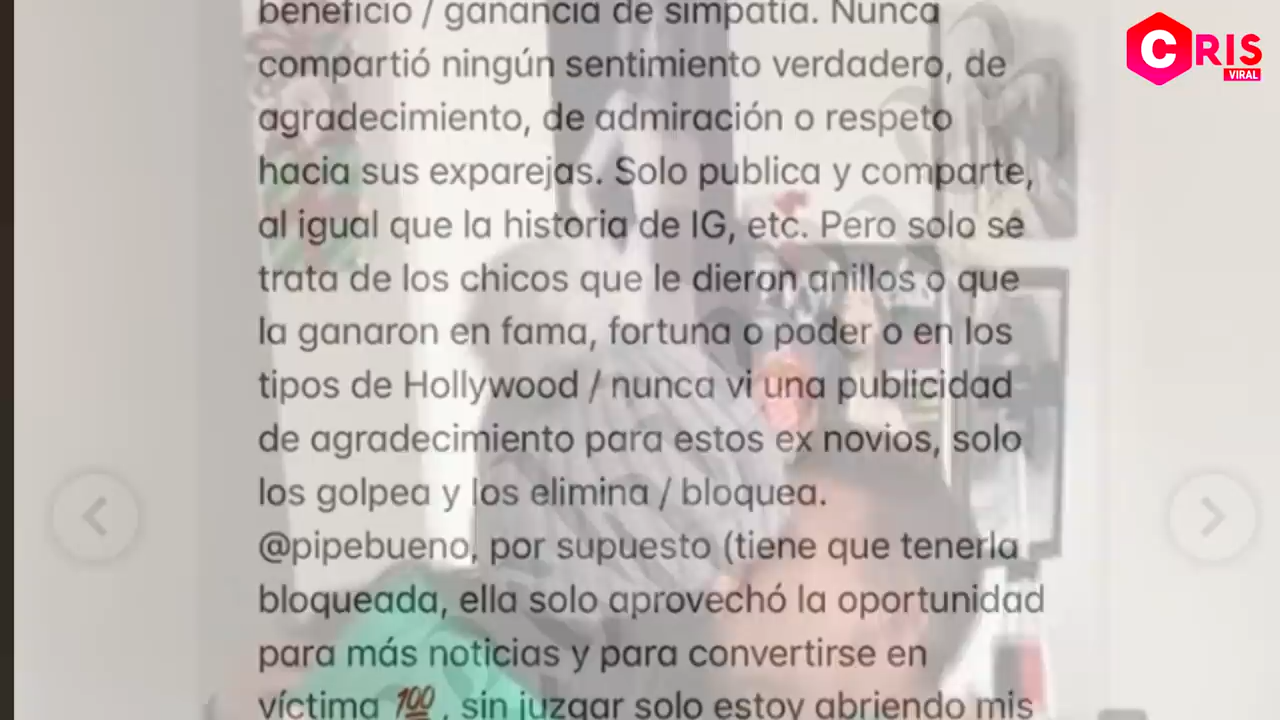 beneficio / ganancia de simpatía. Nunca
compartió ningún sentimiento verdadero, de
agradecimiento, de admiración o respeto
hacia sus exparejas. Solo publica y comparte,
al igual que la historia de IG, etc. Pero solo se
trata de los chicos que le dieron anillos o que
la ganaron en fama, fortuna o poder o en los
tipos de Hollywood / nunca vi una publicidad
de agradecimiento para estos ex novios, solo
los golpea y los elimina / bloquea.
@pipebueno, por supuesto (tiene que tenerla
bloqueada, ella solo aprovechó la oportunidad
para más noticias y para convertirse en
víctima 💯, sin juzgar solo estoy abriendo mis
CRIS
VIRAL